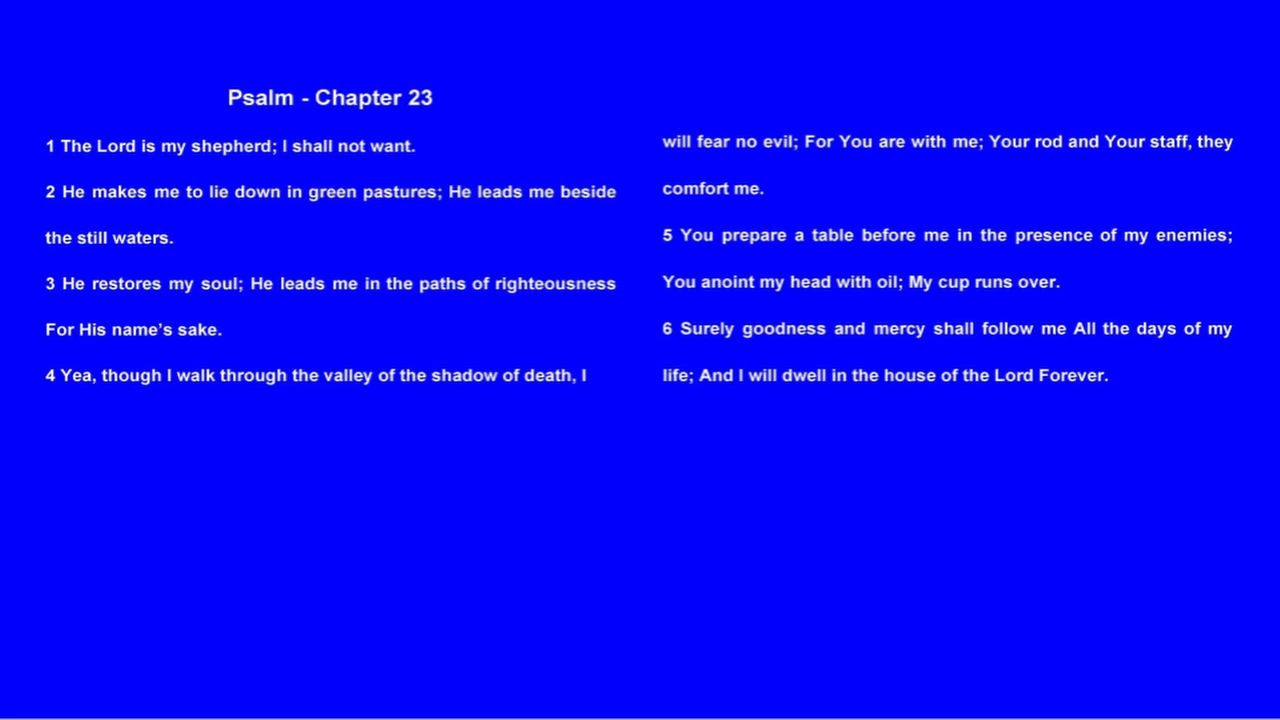 Psalm - Chapter 23
1 The Lord is my shepherd; I shall not want.
2 He makes me to lie down in green pastures; He leads me beside
the still waters.
3 He restores my soul; He leads me in the paths of righteousness
For His name’s sake.
4 Yea, though I walk through the valley of the shadow of death, I
will fear no evil; For You are with me; Your rod and Your staff, they
comfort me.
5 You prepare a table before me in the presence of my enemies;
You anoint my head with oil; My cup runs over.
6 Surely goodness and mercy shall follow me All the days of my
life; And I will dwell in the house of the Lord Forever.